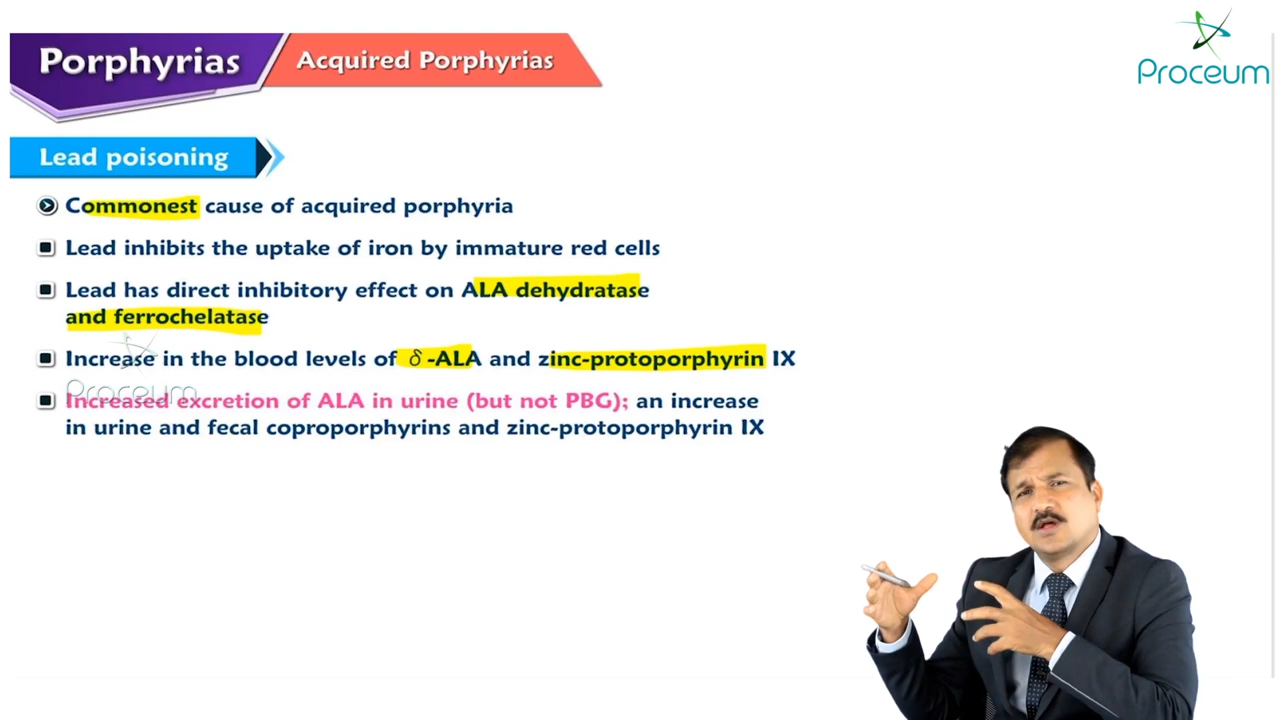 Porphyrias
Acquired Porphyrias
Proceum
Lead poisoning
Commonest cause of acquired porphyria
Lead inhibits the uptake of iron by immature red cells
Lead has direct inhibitory effect on ALA dehydratase
and ferrochelatase
Increase in the blood levels of δ-ALA and zinc-protoporphyrin IX
Proceum
Increased excretion of ALA in urine (but not PBG); an increase
in urine and fecal coproporphyrins and zinc-protoporphyrin IX